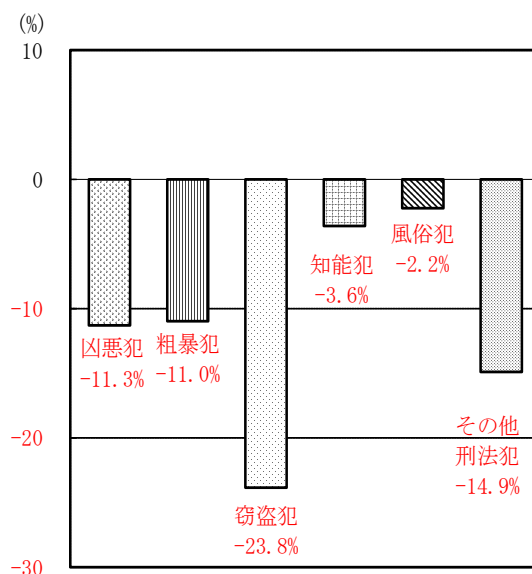 (%)
10
0
-10
-20
-30
凶悪犯
-11.3%
粗暴犯
-11.0%
窃盗犯
-23.8%
知能犯
-3.6%
風俗犯
-2.2%
その他
刑法犯
-14.9%